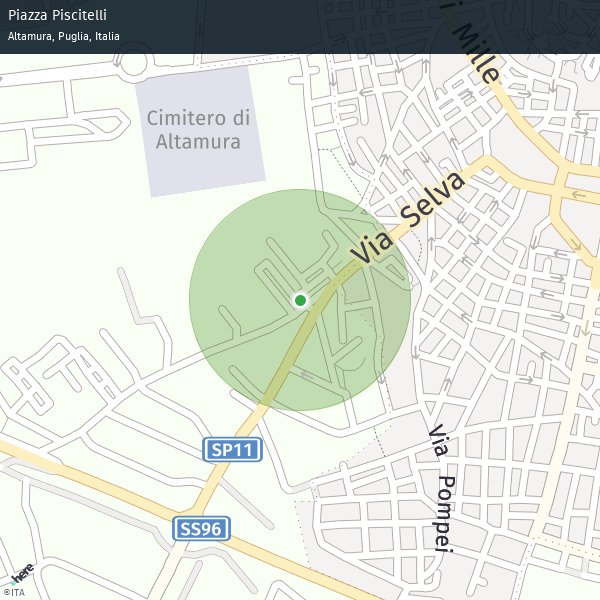 Piazza Piscitelli
Altamura, Puglia, Italia
i Mille
Cimitero di
Altamura
Via Selva
SP11
Via Pompei
SS96
here
©ITA